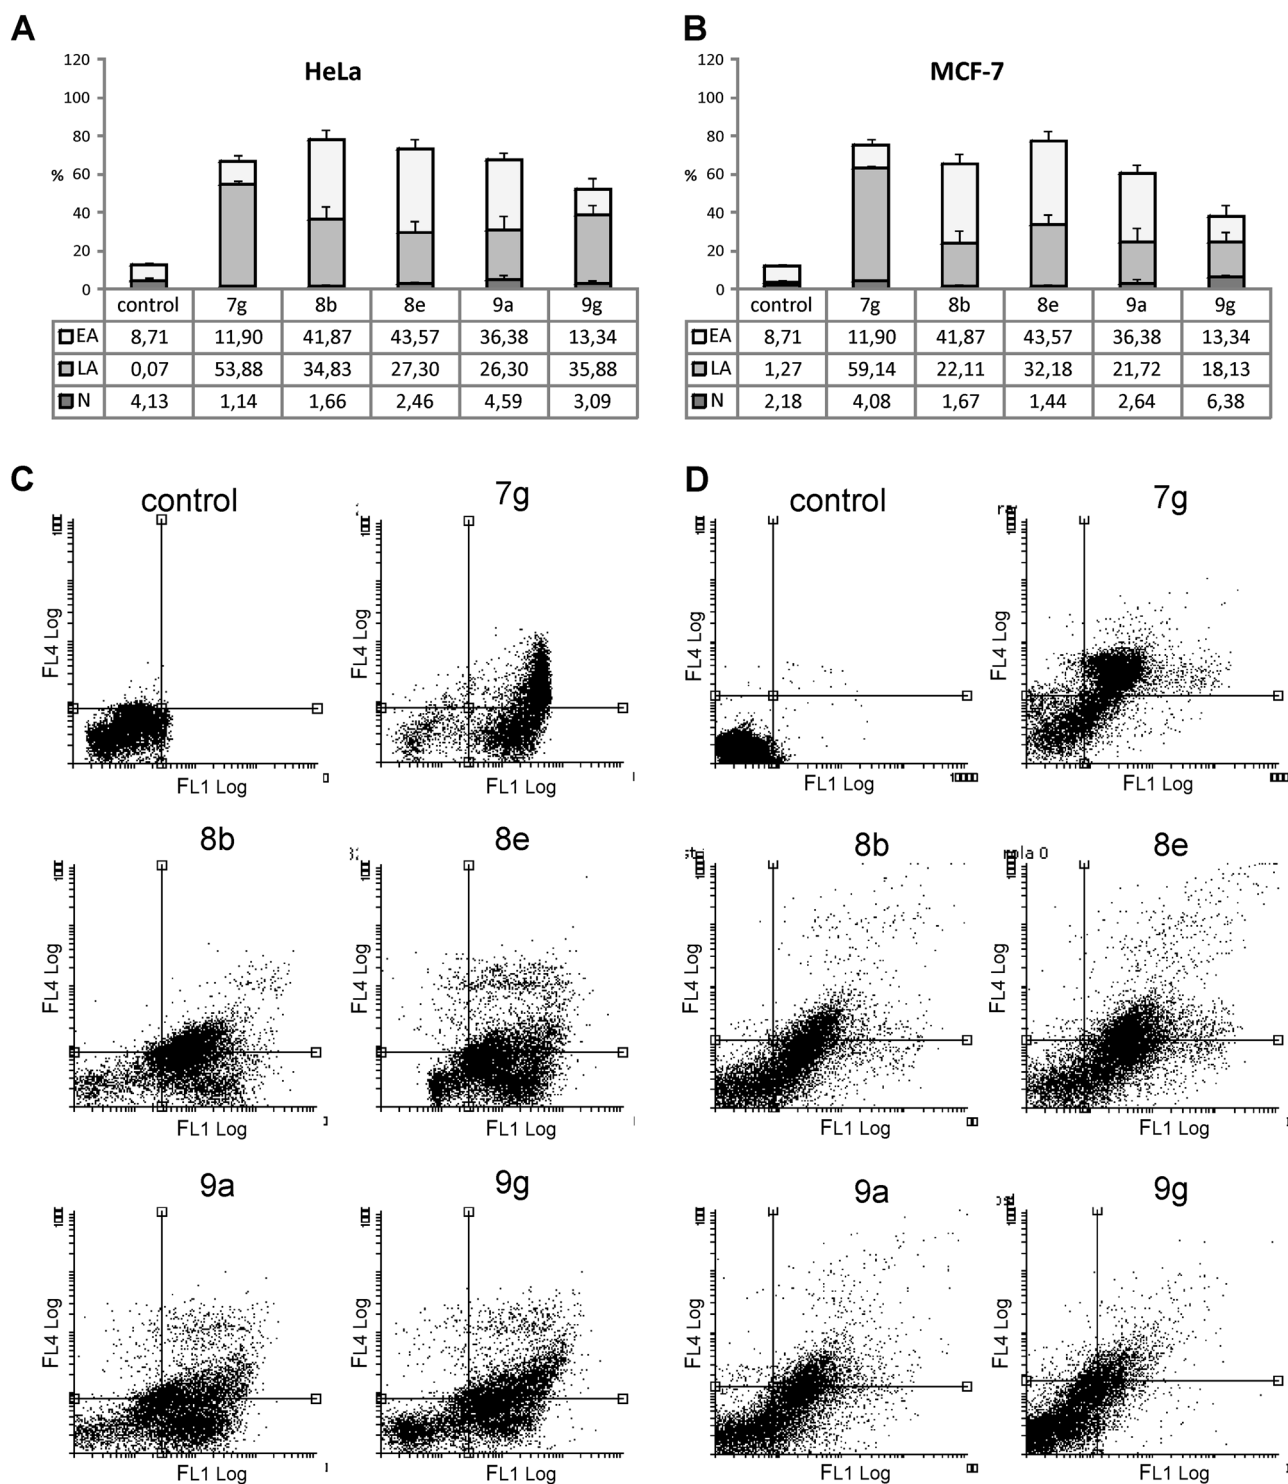 A
B
HeLa
MCF-7
120
100
80
60
40
20
0
%
120
100
80
60
40
20
0
%
control 7g 8b 8e 9a 9g
EA 8,71 11,90 41,87 43,57 36,38 13,34
LA 0,07 53,88 34,83 27,30 26,30 35,88
N 4,13 1,14 1,66 2,46 4,59 3,09
control 7g 8b 8e 9a 9g
EA 8,71 11,90 41,87 43,57 36,38 13,34
LA 1,27 59,14 22,11 32,18 21,72 18,13
N 2,18 4,08 1,67 1,44 2,64 6,38
C
D
control
7g
control
7g
FL4 Log
FL4 Log
FL4 Log
FL4 Log
FL1 Log
FL1 Log
FL1 Log
FL1 Log
8b
8e
8b
8e
FL4 Log
FL4 Log
FL4 Log
FL4 Log
FL1 Log
FL1 Log
FL1 Log
FL1 Log
9a
9g
9a
9g
FL4 Log
FL4 Log
FL4 Log
FL4 Log
FL1 Log
FL1 Log
FL1 Log
FL1 Log